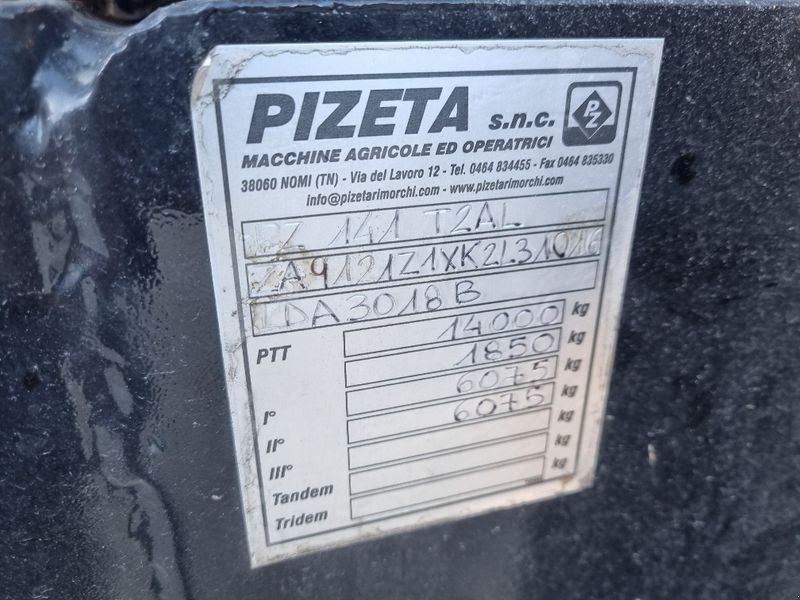 PIZETA s.n.c. PZ
MACCHINE AGRICOLE ED OPERATRICI
38060 NOMI (TN) - Via del Lavoro 12 - Tel. 0464 834455 - Fax 0464 835330
info@pizetarimorchi.com - www.pizetarimorchi.com
PZ 141 T2AL
ZA9121Z1XK2L31016
LDA3018B
PTT 14000 kg
1850 kg
I° 6075 kg
II° 6075 kg
III° kg
Tandem kg
Tridem